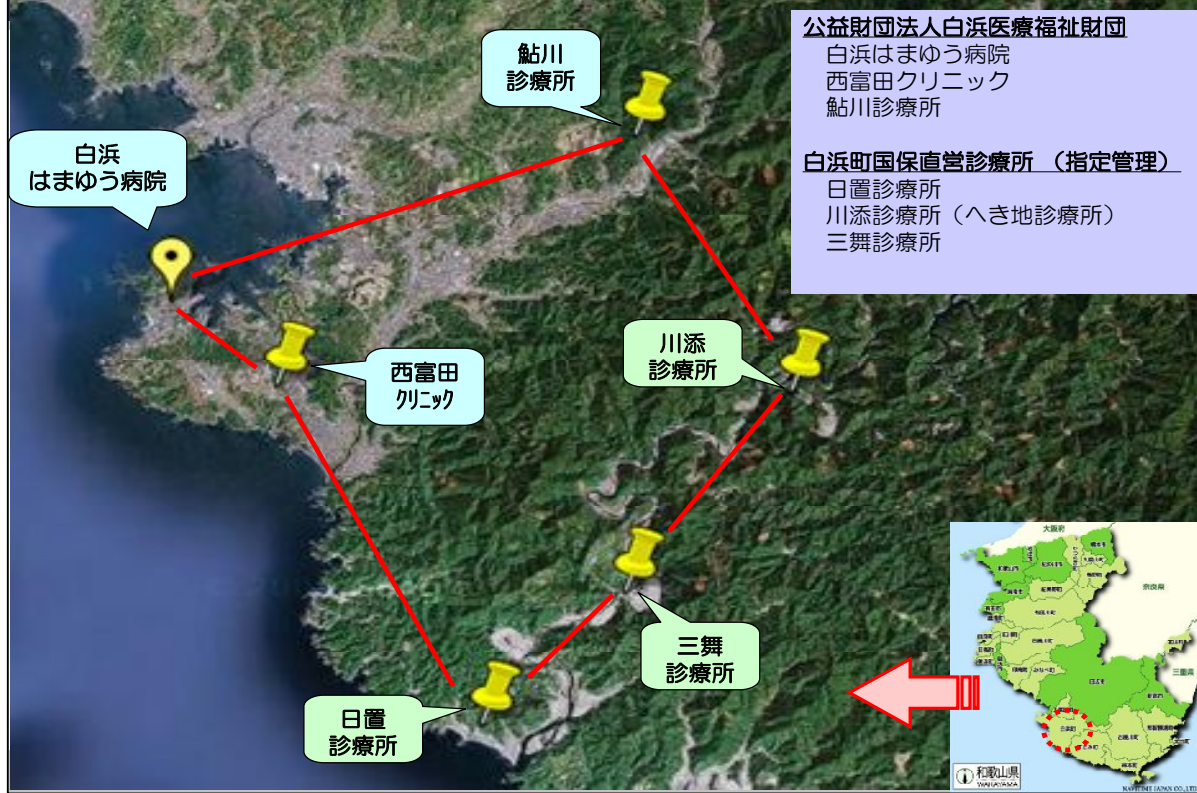 公益財団法人白浜医療福祉財団
白浜はまゆう病院
西富田クリニック
鮎川診療所
白浜町国保直営診療所 （指定管理）
日置診療所
川添診療所（へき地診療所）
三舞診療所
鮎川
診療所
白浜
はまゆう病院
川添
診療所
西富田
ｸﾘﾆｯｸ
三舞
診療所
日置
診療所
大阪府
奈良県
三重県
和歌山県
WAKAYAMA
NAVITIME JAPAN CO.,LTD